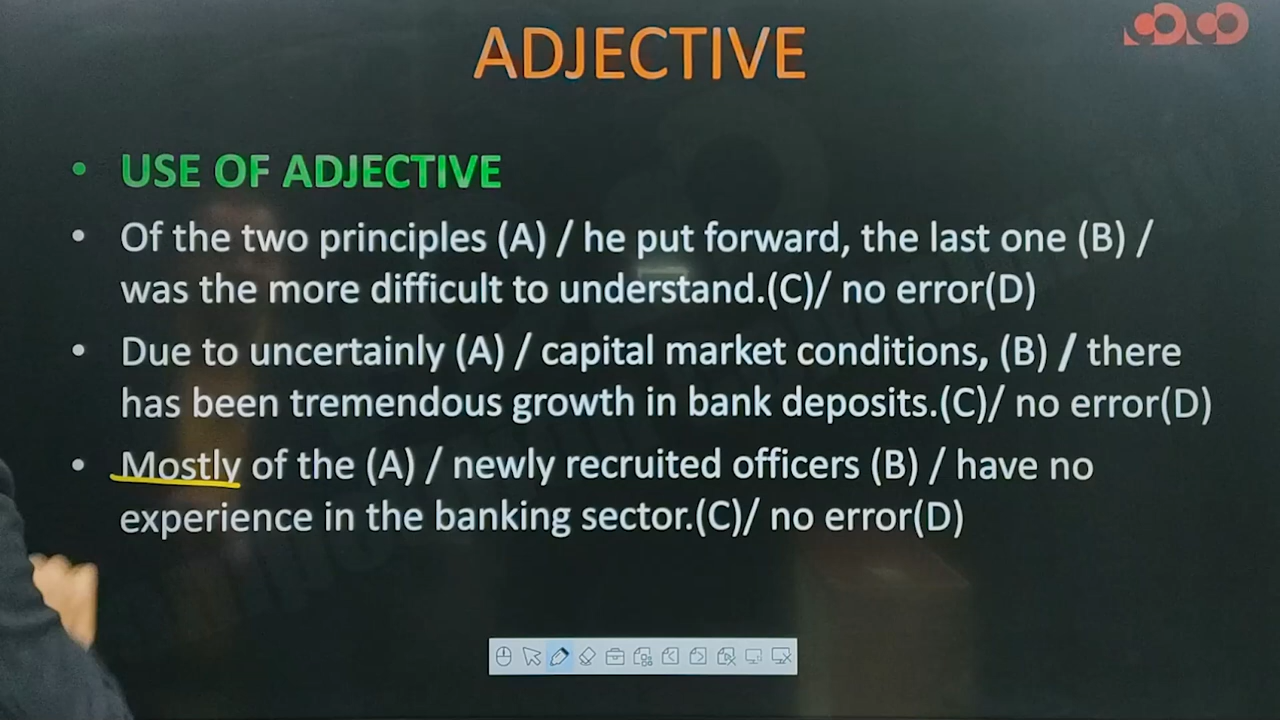 ADJECTIVE
• USE OF ADJECTIVE
• Of the two principles (A) / he put forward, the last one (B) /
was the more difficult to understand.(C)/ no error(D)
• Due to uncertainly (A) / capital market conditions, (B) / there
has been tremendous growth in bank deposits.(C)/ no error(D)
• Mostly of the (A) / newly recruited officers (B) / have no
experience in the banking sector.(C)/ no error(D)